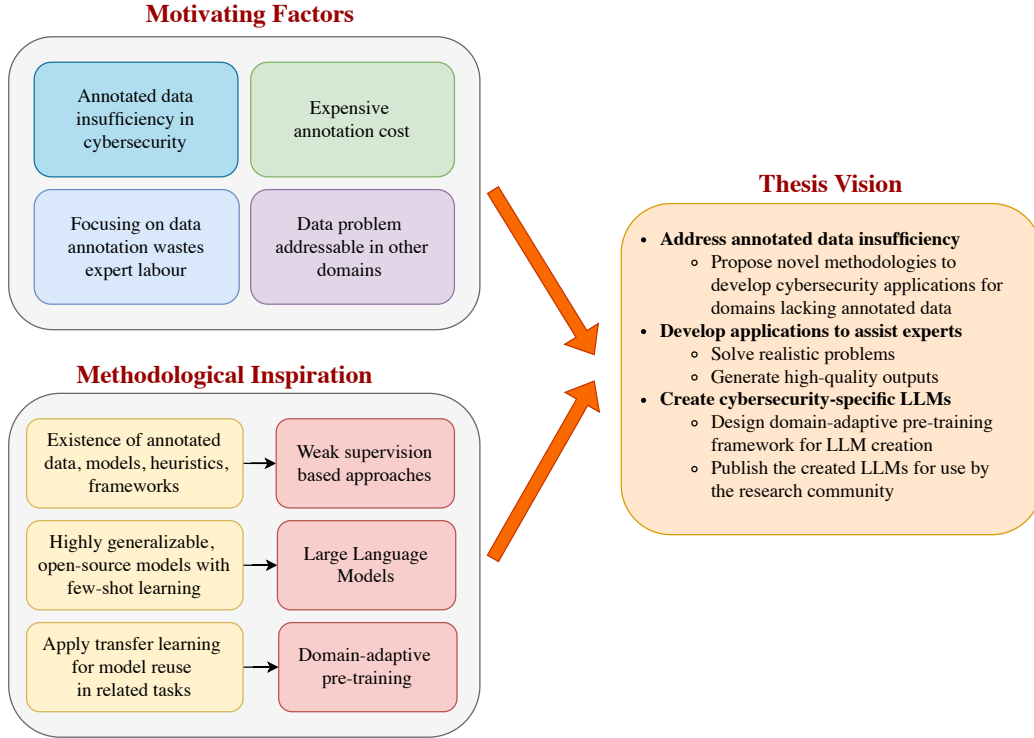 Motivating Factors
Annotated data
insufficiency in
cybersecurity
Expensive
annotation cost
Focusing on data
annotation wastes
expert labour
Data problem
addressable in other
domains
Methodological Inspiration
Existence of annotated
data, models, heuristics,
frameworks
Weak supervision
based approaches
Highly generalizable,
open-source models with
few-shot learning
Large Language
Models
Apply transfer learning
for model reuse
in related tasks
Domain-adaptive
pre-training
Thesis Vision
Address annotated data insufficiency
Propose novel methodologies to
develop cybersecurity applications for
domains lacking annotated data
Develop applications to assist experts
Solve realistic problems
Generate high-quality outputs
Create cybersecurity-specific LLMs
Design domain-adaptive pre-training
framework for LLM creation
Publish the created LLMs for use by
the research community